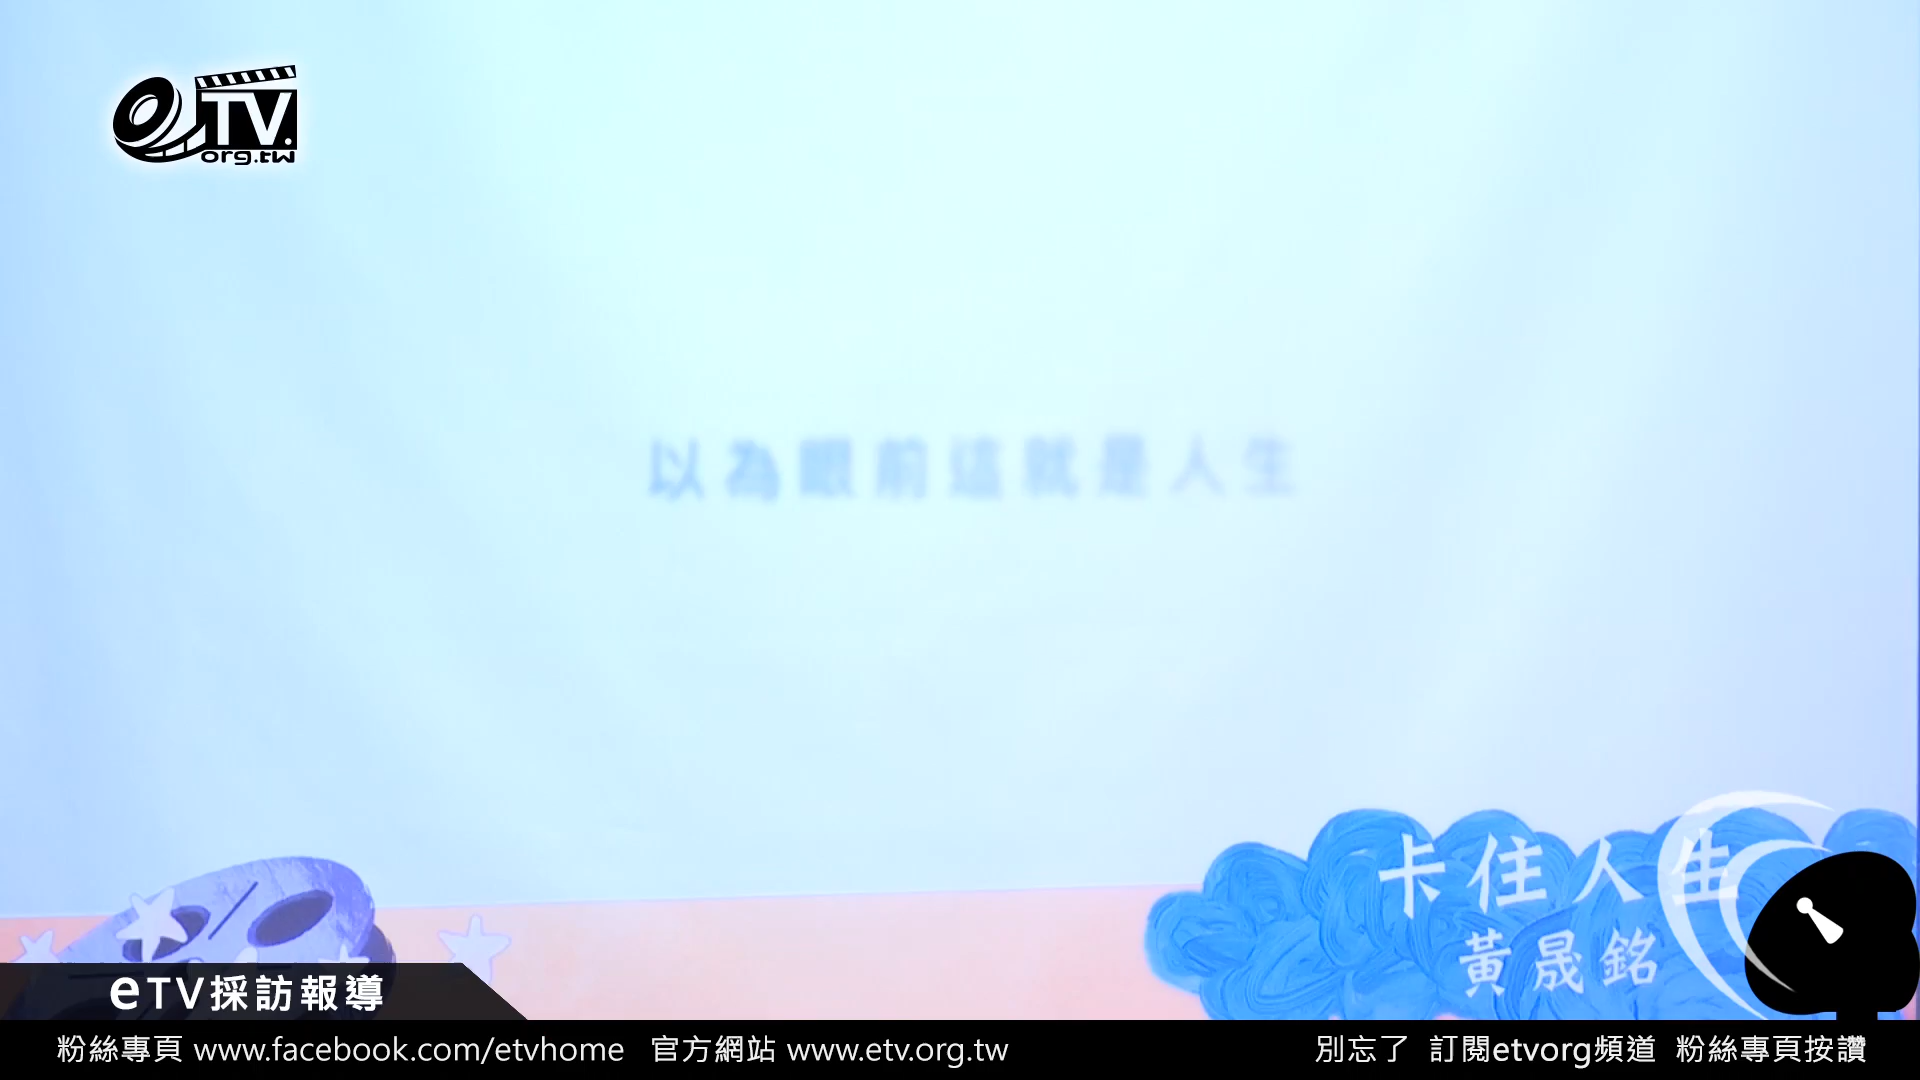 eTV.
org.tw
以為眼前這就是人生
卡住人生
黃晟銘
eTV採訪報導
粉絲專頁 www.facebook.com/etvhome 官方網站 www.etv.org.tw 別忘了 訂閱etvorg頻道 粉絲專頁按讚